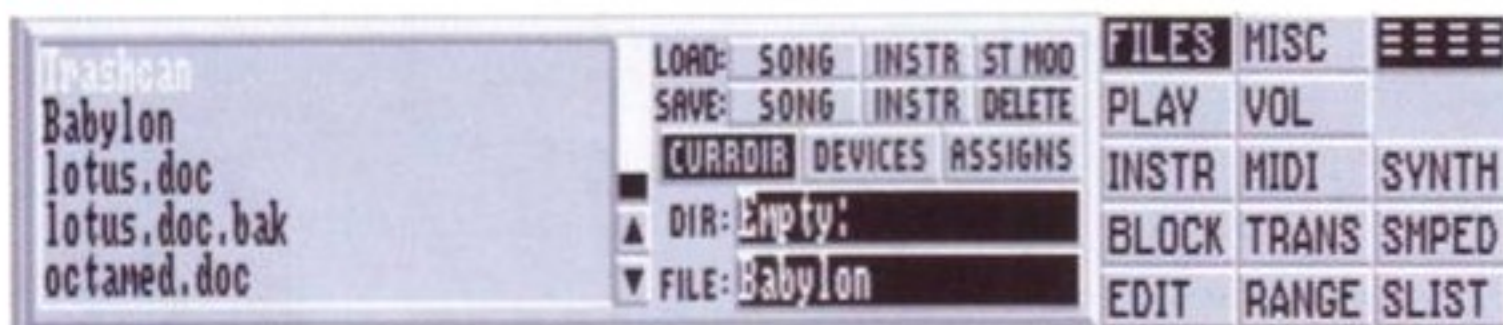 Trashcan
Babylon
lotus.doc
lotus.doc.bak
octamed.doc
LOAD: SONG INSTR ST MOD
SAVE: SONG INSTR DELETE
CURRDIR DEVICES ASSIGNS
DIR: Empty:
FILE: Babylon
FILES MISC
PLAY VOL
INSTR MIDI SYNTH
BLOCK TRANS SMPED
EDIT RANGE SLIST